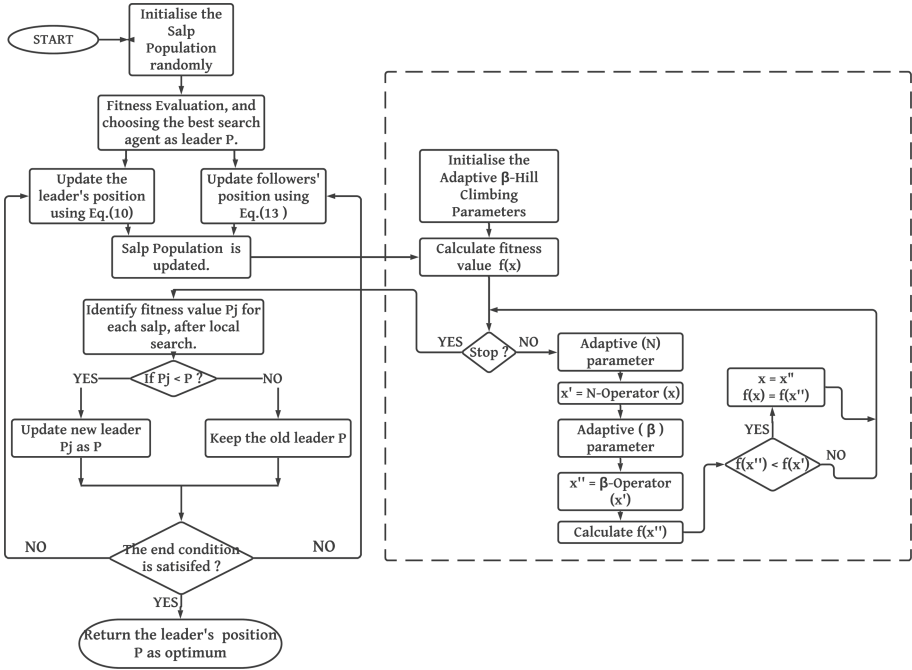 START
Initialise the
Salp
Population
randomly
Fitness Evaluation, and
choosing the best search
agent as leader P.
Update the
leader's position
using Eq.(10)
Update followers'
position using
Eq.(13 )
Salp Population is
updated.
Identify fitness value Pj for
each salp, after local
search.
If Pj < P ?
YES
NO
Update new leader
Pj as P
Keep the old leader P
The end condition
is satisifed ?
NO
NO
YES
Return the leader's position
P as optimum
Initialise the
Adaptive β-Hill
Climbing
Parameters
Calculate fitness
value f(x)
Stop ?
YES
NO
Adaptive (N)
parameter
x' = N-Operator (x)
Adaptive ( β )
parameter
x'' = β-Operator
(x')
Calculate f(x'')
f(x'') < f(x')
YES
NO
x = x"
f(x) = f(x'')